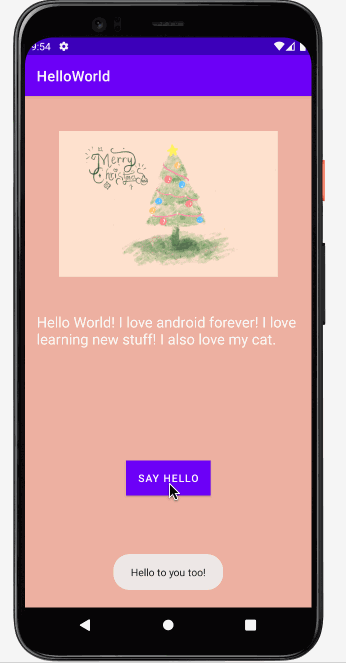 9:54
HelloWorld
Merry
Christmas
Hello World! I love android forever! I love
learning new stuff! I also love my cat.
SAY HELLO
Hello to you too!